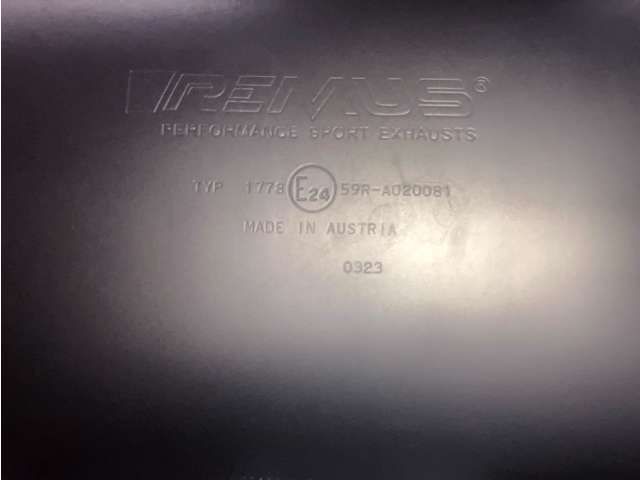 REMUS®
PERFORMANCE SPORT EXHAUSTS
TYP 1778 E24 59R-A020081
MADE IN AUSTRIA
0323